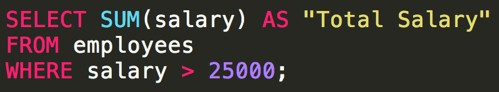 SELECT SUM(salary) AS "Total Salary"
FROM employees
WHERE salary > 25000;